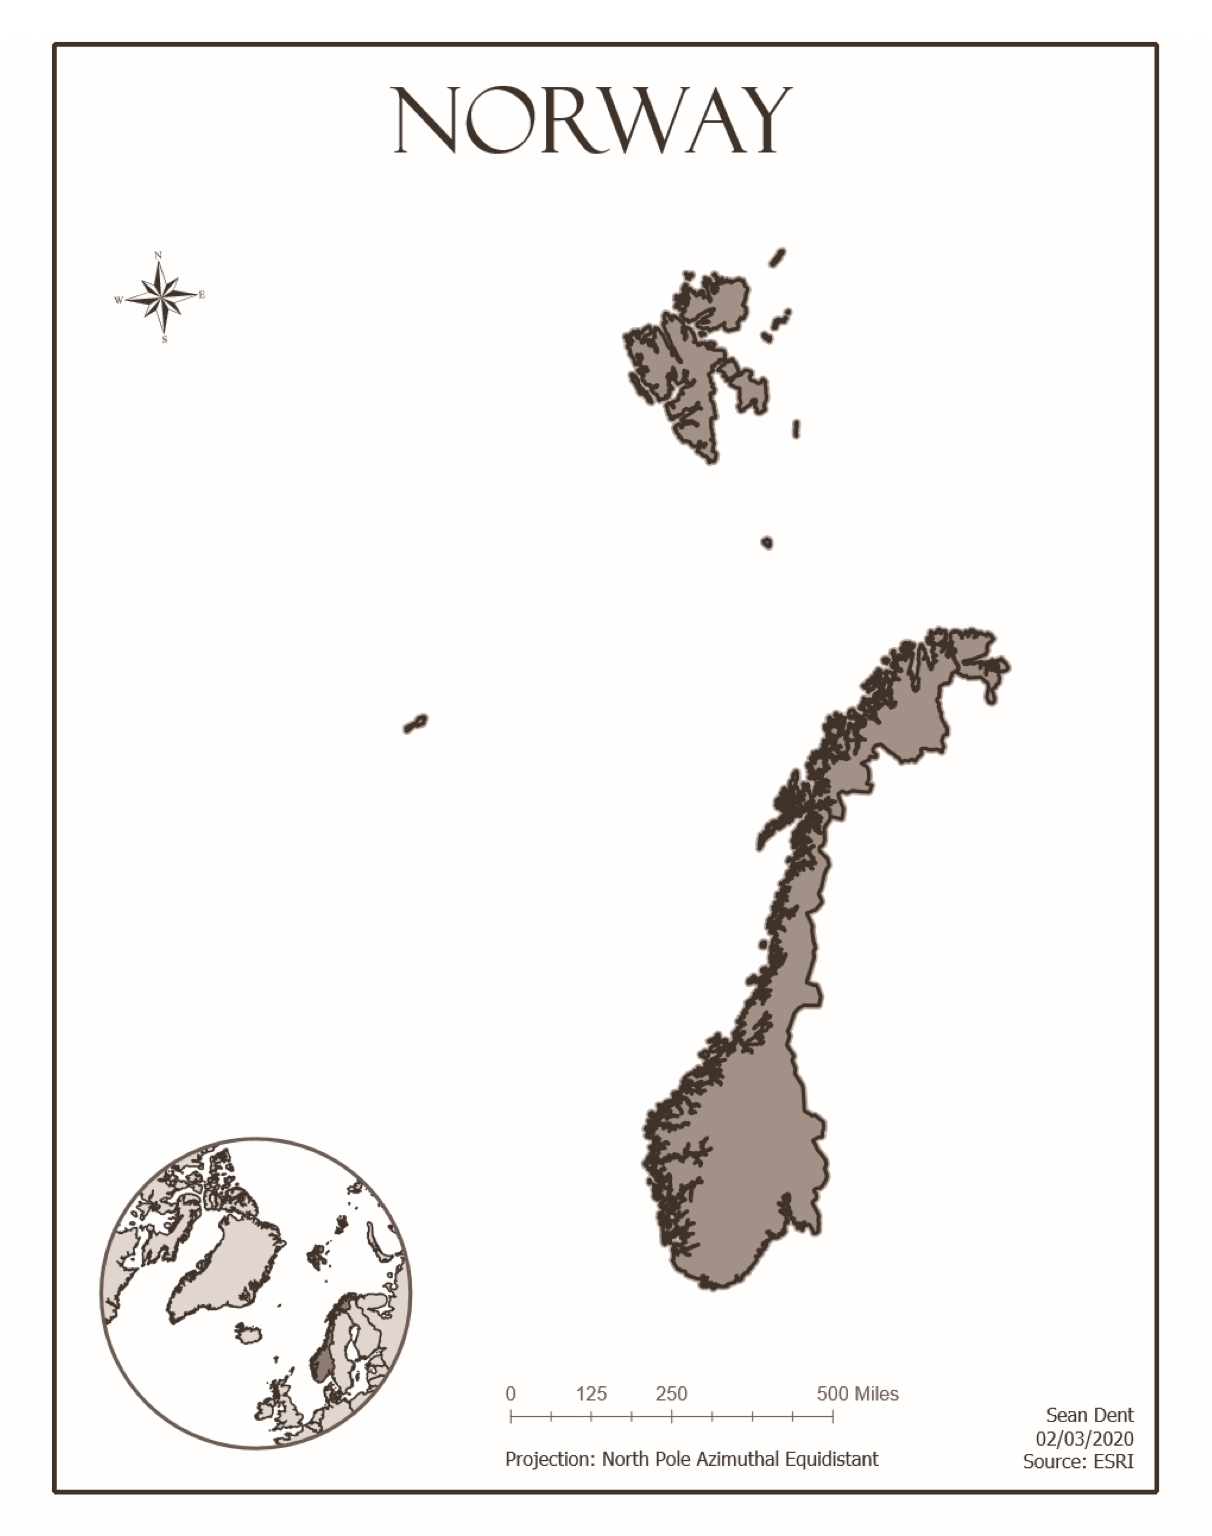 NORWAY
N
W E
S
0 125 250 500 Miles
Projection: North Pole Azimuthal Equidistant
Sean Dent
02/03/2020
Source: ESRI